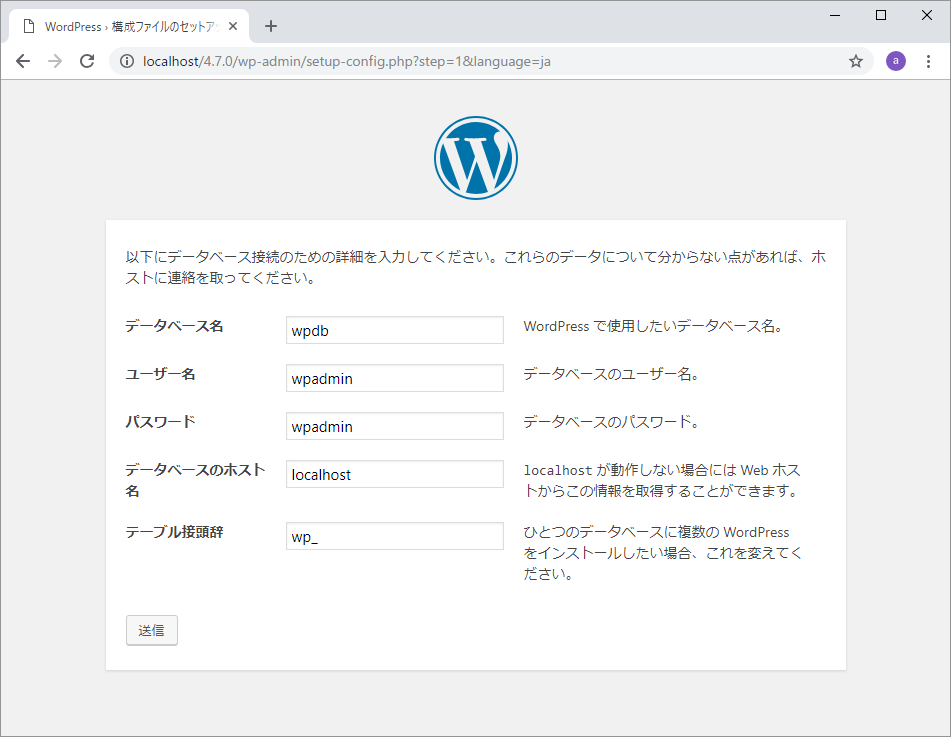 WordPress › 構成ファイルのセットア
localhost/4.7.0/wp-admin/setup-config.php?step=1&language=ja
a
以下にデータベース接続のための詳細を入力してください。これらのデータについて分からない点があれば、ホ
ストに連絡を取ってください。
データベース名
wpdb
WordPress で使用したいデータベース名。
ユーザー名
wpadmin
データベースのユーザー名。
パスワード
wpadmin
データベースのパスワード。
データベースのホスト
名
localhost
localhost が動作しない場合には Web ホス
トからこの情報を取得することができます。
テーブル接頭辞
wp_
ひとつのデータベースに複数の WordPress
をインストールしたい場合、これを変えてく
ださい。
送信